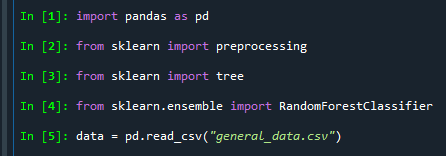 In [1]: import pandas as pd
In [2]: from sklearn import preprocessing
In [3]: from sklearn import tree
In [4]: from sklearn.ensemble import RandomForestClassifier
In [5]: data = pd.read_csv("general_data.csv")